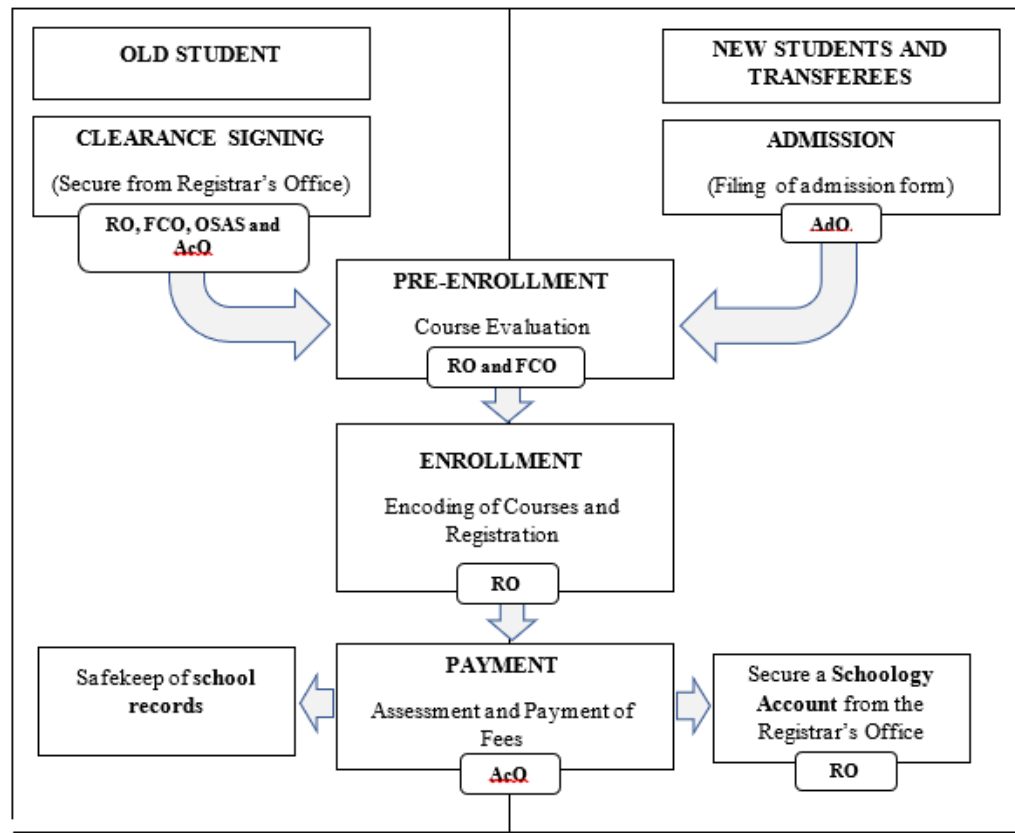 OLD STUDENT
NEW STUDENTS AND
TRANSFEREES
CLEARANCE SIGNING
(Secure from Registrar's Office)
RO, FCO, OSAS and
AcO
ADMISSION
(Filing of admission form)
AdO
PRE-ENROLLMENT
Course Evaluation
RO and FCO
ENROLLMENT
Encoding of Courses and
Registration
RO
Safekeep of school
records
PAYMENT
Assessment and Payment of
Fees
AcO
Secure a Schoology
Account from the
Registrar's Office
RO